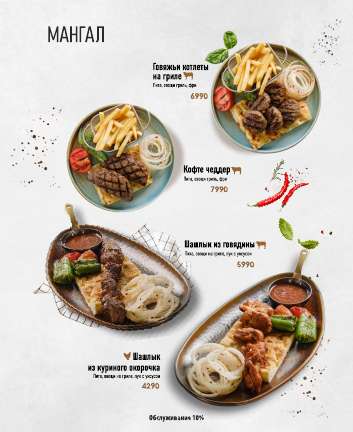 МАНГАЛ
Говяжьи котлеты
на гриле
Пита, овощи гриль, фри
6990
Кофте чеддер
Пита, овощи гриль, фри
7990
Шашлык из говядины
Пита, овощи на гриле, лук с уксусом
5990
Шашлык
из куриного окорочка
Пита, овощи на гриле, лук с уксусом
4290
Обслуживание 10%